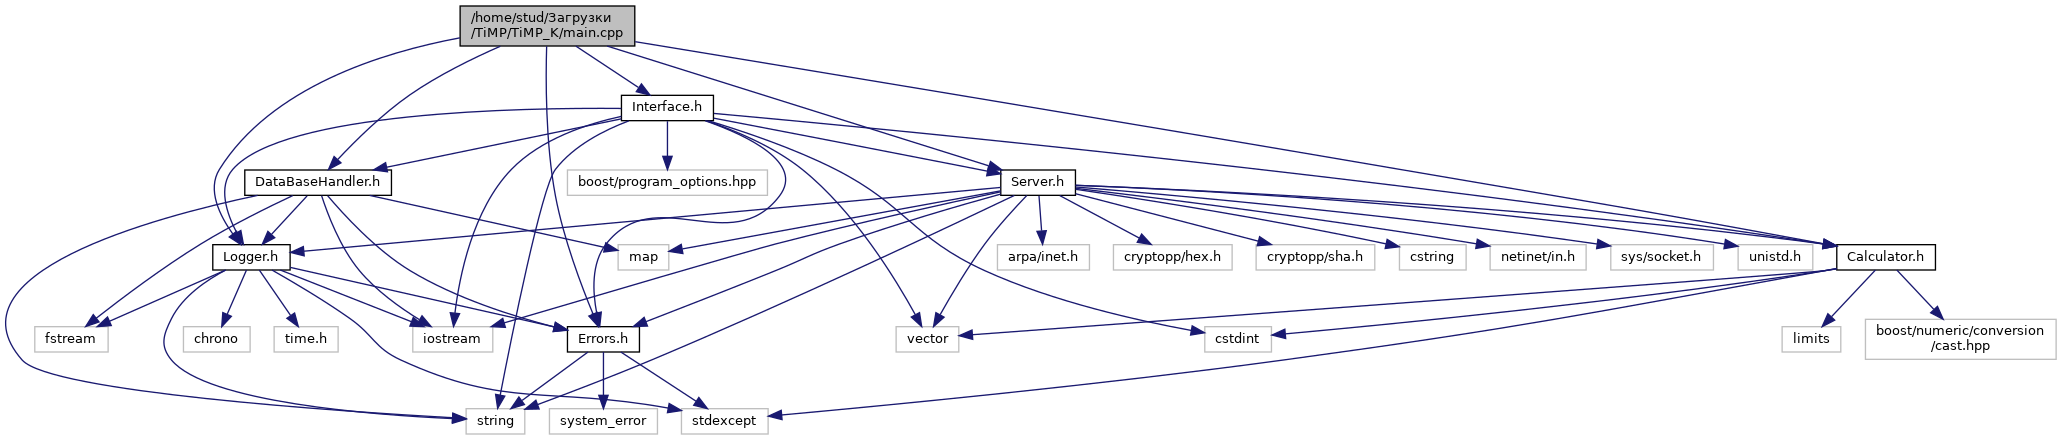 /home/stud/Загрузки
/TiMP/TiMP_K/main.cpp
Interface.h
DataBaseHandler.h
boost/program_options.hpp
Server.h
Logger.h
map
arpa/inet.h
cryptopp/hex.h
cryptopp/sha.h
cstring
netinet/in.h
sys/socket.h
unistd.h
Calculator.h
fstream
chrono
time.h
iostream
Errors.h
vector
cstdint
limits
boost/numeric/conversion
/cast.hpp
string
system_error
stdexcept